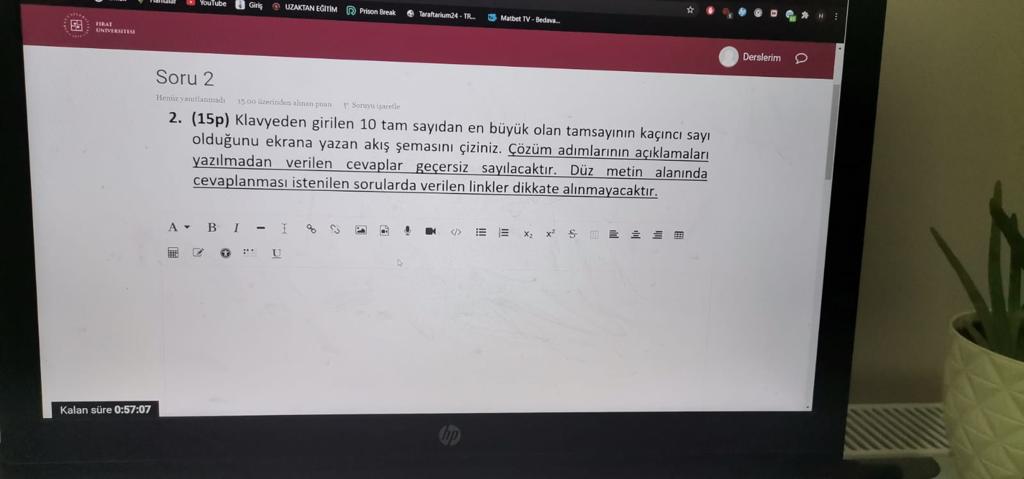 YouTube Giriş UZAKTAN EĞİTİM Prison Break Taraftarium24 - TR... Matbet TV - Bedava...
FIRAT
ÜNİVERSİTESİ
Derslerim
Soru 2
Henüz yanıtlanmadı 15,00 üzerinden alınan puan Soruyu işaretle
2. (15p) Klavyeden girilen 10 tam sayıdan en büyük olan tamsayının kaçıncı sayı
olduğunu ekrana yazan akış şemasını çiziniz. Çözüm adımlarının açıklamaları
yazılmadan verilen cevaplar geçersiz sayılacaktır. Düz metin alanında
cevaplanması istenilen sorularda verilen linkler dikkate alınmayacaktır.
A B I X₂ X² S U
Kalan süre 0:57:07
hp